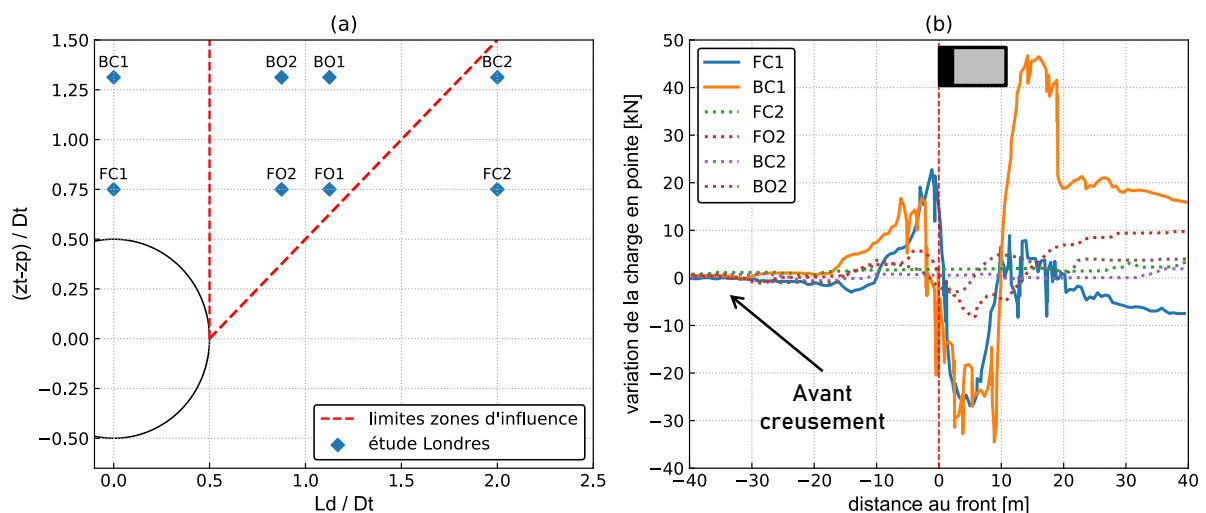 (a)
(zt-zp) / Dt
1.50
1.25
1.00
0.75
0.50
0.25
0.00
−0.25
−0.50
BC1
BO2
BO1
BC2
FC1
FO2
FO1
FC2
limites zones d'influence
étude Londres
0.0
0.5
1.0
1.5
2.0
2.5
Ld / Dt
(b)
variation de la charge en pointe [kN]
50
40
30
20
10
0
−10
−20
−30
−40
FC1
BC1
FC2
FO2
BC2
BO2
Avant
creusement
−40
−30
−20
−10
0
10
20
30
40
distance au front [m]